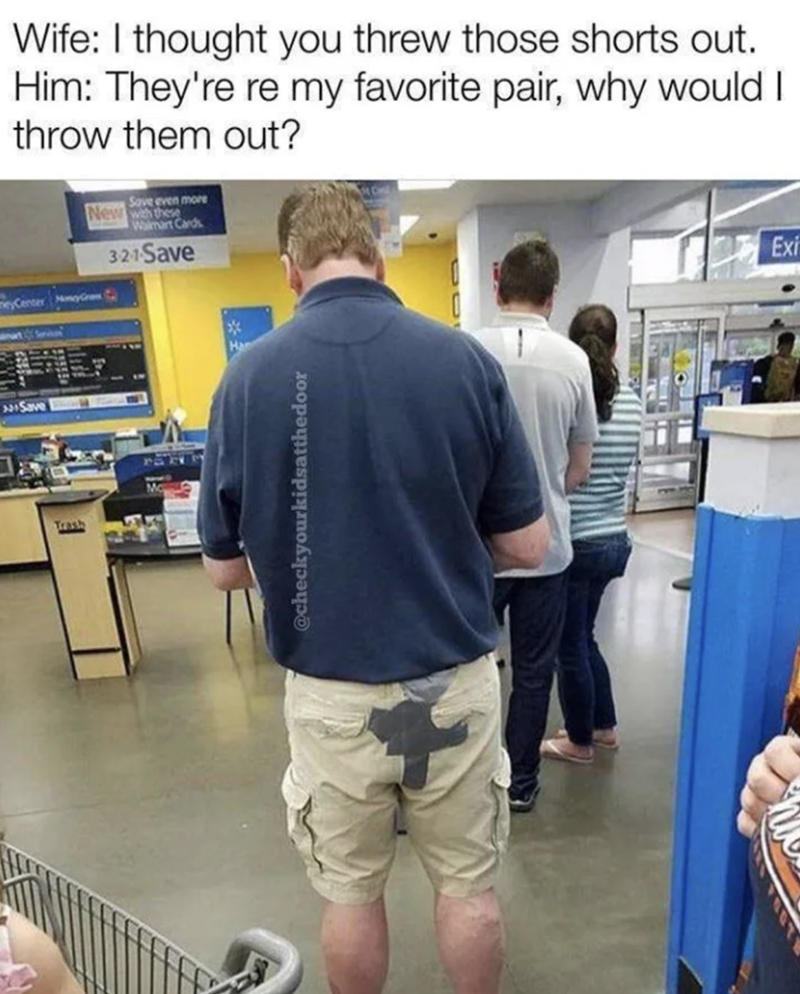 Wife: I thought you threw those shorts out.
Him: They're re my favorite pair, why would I
throw them out?
New
Save even more
with these
Walmart Cards
3-2-1-Save
Exi
MoneyGram
Trash
@checkyourkidsatthedoor